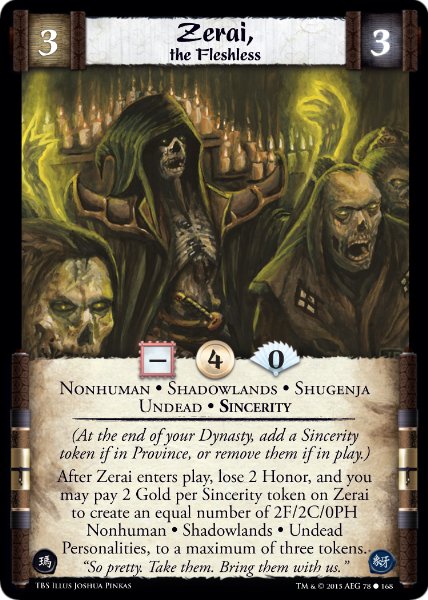 Zerai,
the Fleshless
3
3
–
4
0
Nonhuman • Shadowlands • Shugenja
Undead • Sincerity
(At the end of your Dynasty, add a Sincerity
token if in Province, or remove them if in play.)
After Zerai enters play, lose 2 Honor, and you
may pay 2 Gold per Sincerity token on Zerai
to create an equal number of 2F/2C/0PH
Nonhuman • Shadowlands • Undead
Personalities, to a maximum of three tokens.
"So pretty. Take them. Bring them with us."
TBS Illus Joshua Pinkas
TM & © 2015 AEG 78 ● 168